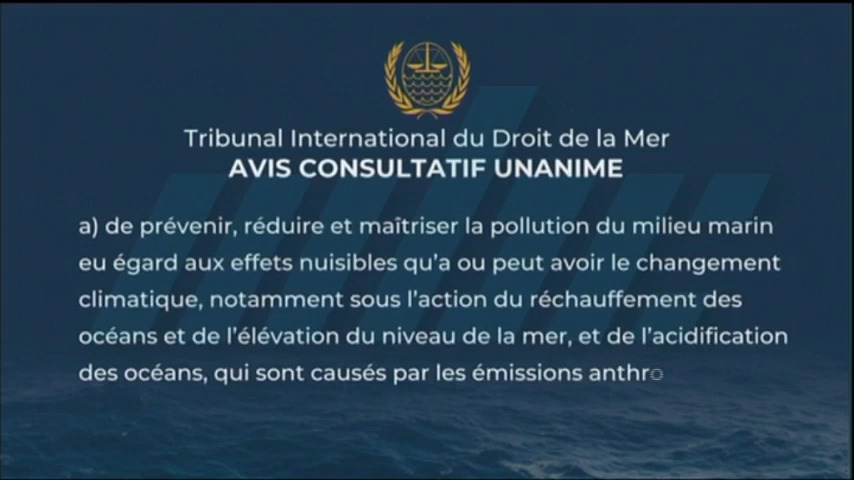 Tribunal International du Droit de la Mer
AVIS CONSULTATIF UNANIME
a) de prévenir, réduire et maîtriser la pollution du milieu marin
eu égard aux effets nuisibles qu'a ou peut avoir le changement
climatique, notamment sous l'action du réchauffement des
océans et de l'élévation du niveau de la mer, et de l'acidification
des océans, qui sont causés par les émissions anthro